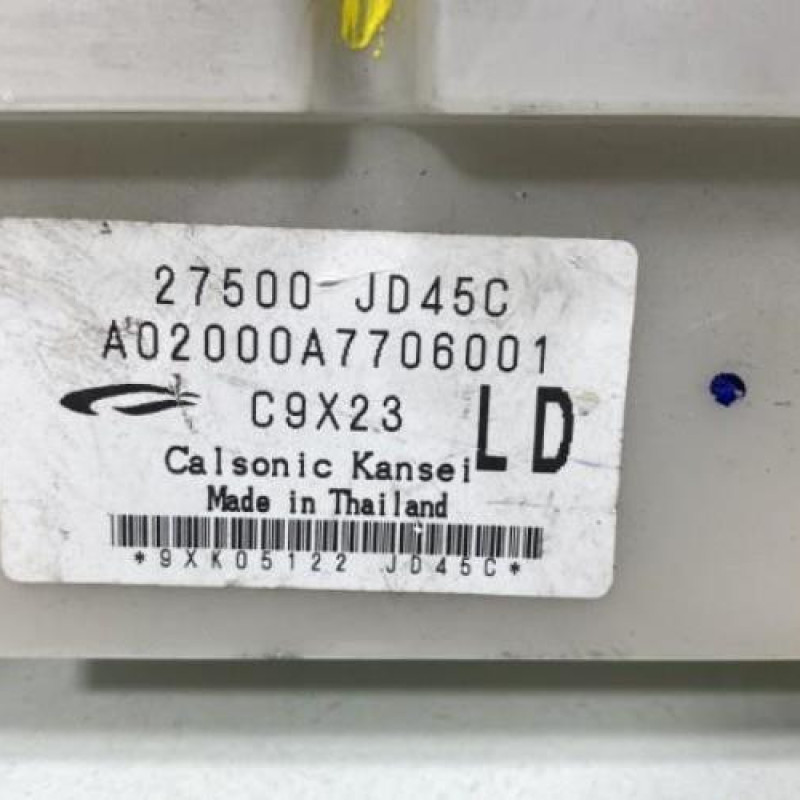 27500 JD45C
A02000A7706001
C9X23 LD
Calsonic Kansei
Made in Thailand
*9XK05122 JD45C*